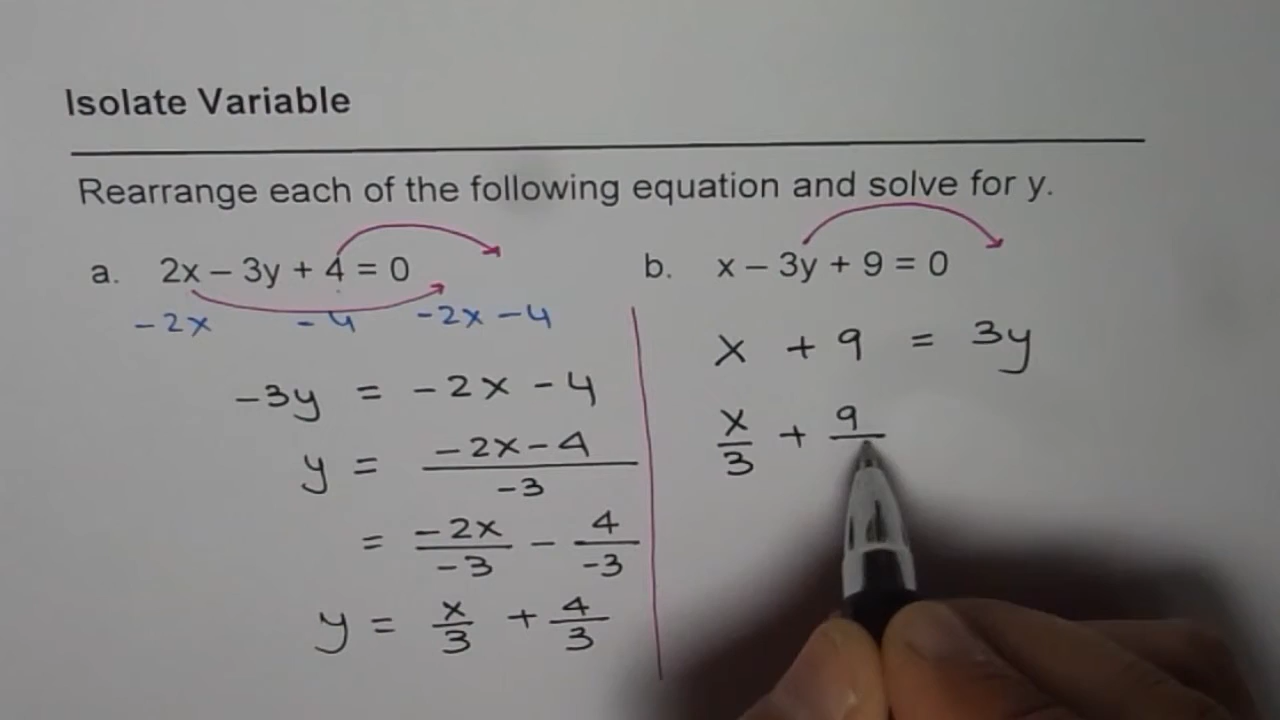 Isolate Variable
Rearrange each of the following equation and solve for y.
a. 2x – 3y + 4 = 0
-2x -4 -2x -4
-3y = -2x - 4
y = (-2x - 4)/(-3)
= (-2x)/(-3) - 4/(-3)
y = x/3 + 4/3
b. x – 3y + 9 = 0
x + 9 = 3y
x/3 + 9/